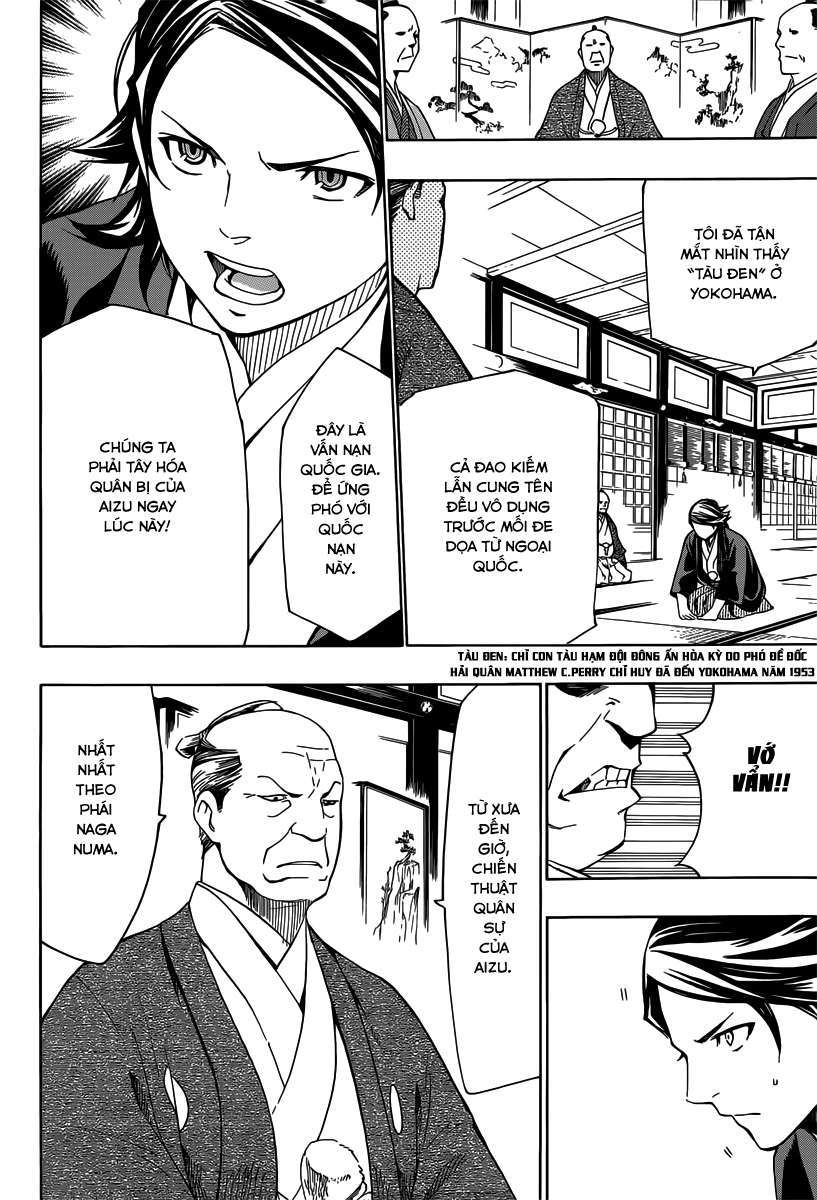 TÔI ĐÃ TẬN
MẮT NHÌN THẤY
"TÀU ĐEN" Ở
YOKOHAMA.
CẢ ĐAO KIẾM
LẪN CUNG TÊN
ĐỀU VÔ DỤNG
TRƯỚC MỐI ĐE
DỌA TỪ NGOẠI
QUỐC.
ĐÂY LÀ
VẤN NẠN
QUỐC GIA.
ĐỂ ỨNG
PHÓ VỚI
QUỐC
NẠN
NÀY.
CHÚNG TA
PHẢI TÂY HÓA
QUÂN BỊ CỦA
AIZU NGAY
LÚC NÀY!
TÀU ĐEN: CHỈ CON TÀU HẠM ĐỘI ĐÔNG ẤN HÒA KỲ DO PHÓ ĐỀ ĐỐC
HẢI QUÂN MATTHEW C.PERRY CHỈ HUY ĐÃ ĐẾN YOKOHAMA NĂM 1953
VỚ
VẨN!!
TỪ XƯA
ĐẾN
GIỜ, CHIẾN
THUẬT
QUÂN
SỰ CỦA
AIZU.
NHẤT
NHẤT
THEO
PHÁI
NAGA
NUMA.